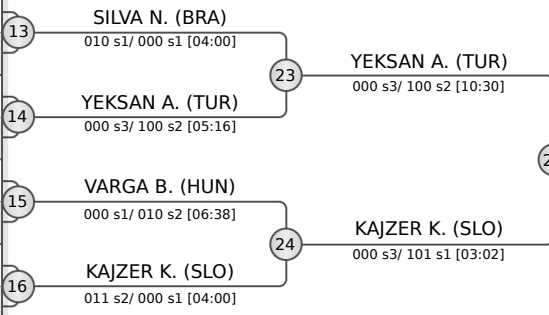 SILVA N. (BRA)
13
010 s1/ 000 s1 [04:00]
YEKSAN A. (TUR)
23
000 s3/ 100 s2 [10:30]
YEKSAN A. (TUR)
14
000 s3/ 100 s2 [05:16]
VARGA B. (HUN)
15
000 s1/ 010 s2 [06:38]
KAJZER K. (SLO)
24
000 s3/ 101 s1 [03:02]
KAJZER K. (SLO)
16
011 s2/ 000 s1 [04:00]